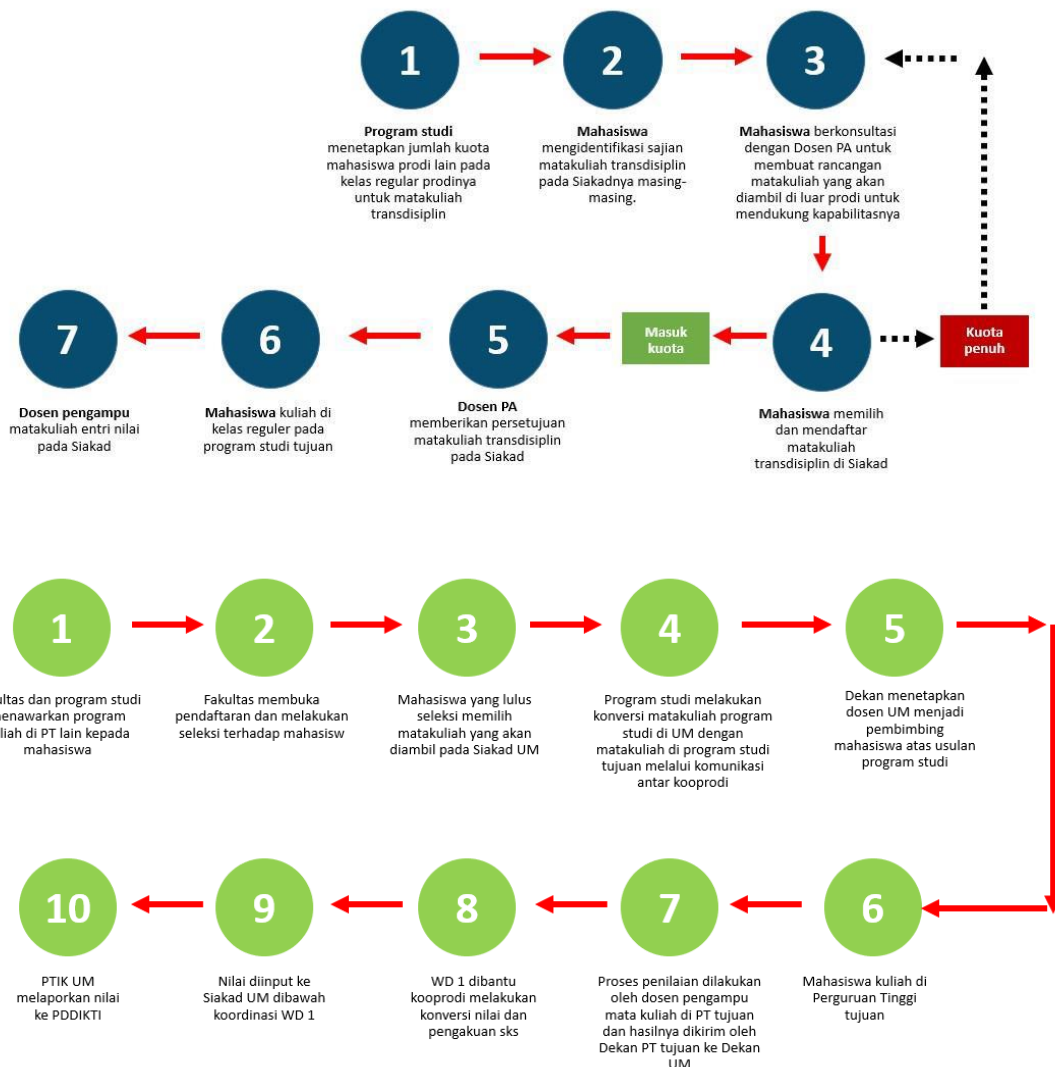 1
2
3
Program studi
menetapkan jumlah kuota
mahasiswa prodi lain pada
kelas regular prodinya
untuk matakuliah
transdisiplin
Mahasiswa
mengidentifikasi sajian
matakuliah transdisiplin
pada Siakadnya masing-
masing.
Mahasiswa berkonsultasi
dengan Dosen PA untuk
membuat rancangan
matakuliah yang akan
diambil di luar prodi untuk
mendukung kapabilitasnya
7
6
5
Masuk
kuota
4
Kuota
penuh
Dosen pengampu
matakuliah entri nilai
pada Siakad
Mahasiswa kuliah di
kelas reguler pada
program studi tujuan
Dosen PA
memberikan persetujuan
matakuliah transdisiplin
pada Siakad
Mahasiswa memilih
dan mendaftar
matakuliah
transdisiplin di Siakad
1
2
3
4
5
ultas dan program studi
enawarkan program
liah di PT lain kepada
mahasiswa
Fakultas membuka
pendaftaran dan melakukan
seleksi terhadap mahasisw
Mahasiswa yang lulus
seleksi memilih
matakuliah yang akan
diambil pada Siakad UM
Program studi melakukan
konversi matakuliah program
studi di UM dengan
matakuliah di program studi
tujuan melalui komunikasi
antar kooprodi
Dekan menetapkan
dosen UM menjadi
pembimbing
mahasiswa atas usulan
program studi
10
9
8
7
6
PTIK UM
melaporkan nilai
ke PDDIKTI
Nilai diinput ke
Siakad UM dibawah
koordinasi WD 1
WD 1 dibantu
kooprodi melakukan
konversi nilai dan
pengakuan sks
Proses penilaian dilakukan
oleh dosen pengampu
mata kuliah di PT tujuan
dan hasilnya dikirim oleh
Dekan PT tujuan ke Dekan
UM
Mahasiswa kuliah di
Perguruan Tinggi
tujuan